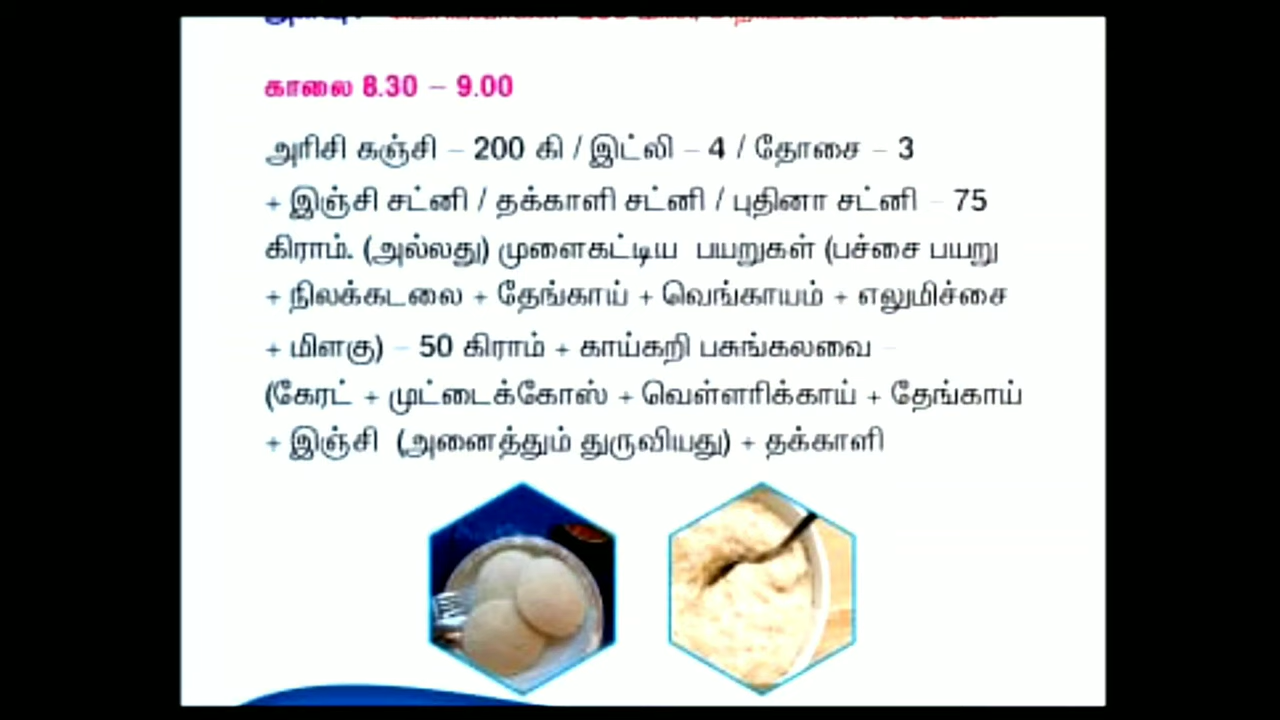 காலை 8.30 – 9.00
அரிசி கஞ்சி – 200 கி / இட்லி – 4 / தோசை – 3
+ இஞ்சி சட்னி / தக்காளி சட்னி / புதினா சட்னி – 75
கிராம். (அல்லது) முளைகட்டிய பயறுகள் (பச்சை பயறு
+ நிலக்கடலை + தேங்காய் + வெங்காயம் + எலுமிச்சை
+ மிளகு) – 50 கிராம் + காய்கறி பசுங்கலவை –
(கேரட் + முட்டைக்கோஸ் + வெள்ளரிக்காய் + தேங்காய்
+ இஞ்சி (அனைத்தும் துருவியது) + தக்காளி